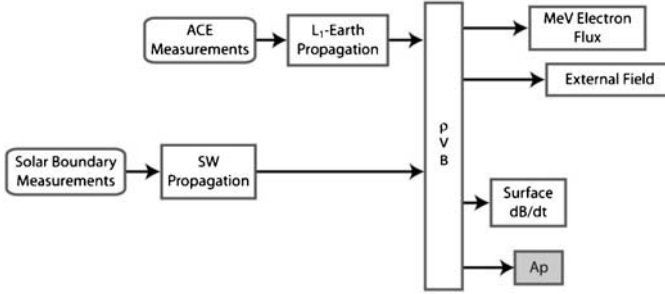 ACE
Measurements
L₁-Earth
Propagation
MeV Electron
Flux
External Field
ρ
V
B
Solar Boundary
Measurements
SW
Propagation
Surface
dB/dt
Ap